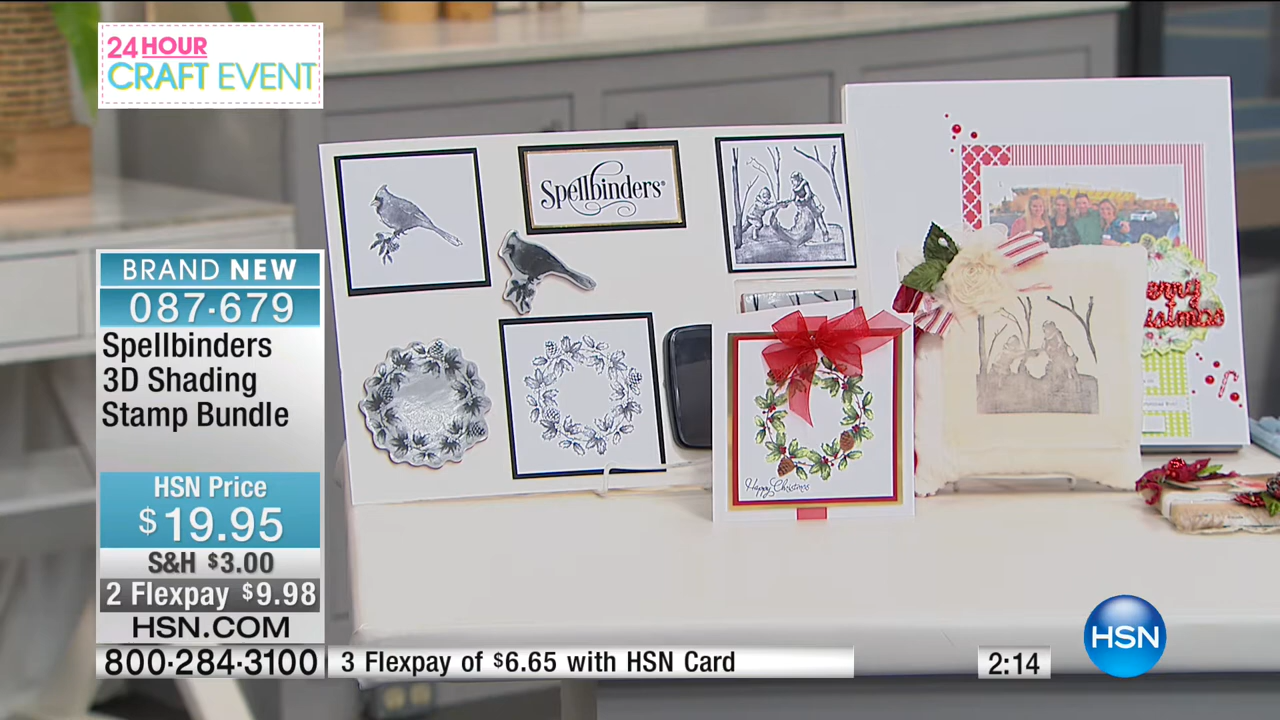 24 HOUR
CRAFT EVENT
BRAND NEW
087-679
Spellbinders
3D Shading
Stamp Bundle
HSN Price
$19.95
S&H $3.00
2 Flexpay $9.98
HSN.COM
800-284-3100
3 Flexpay of $6.65 with HSN Card
2:14
HSN
Spellbinders®
Happy Christmas